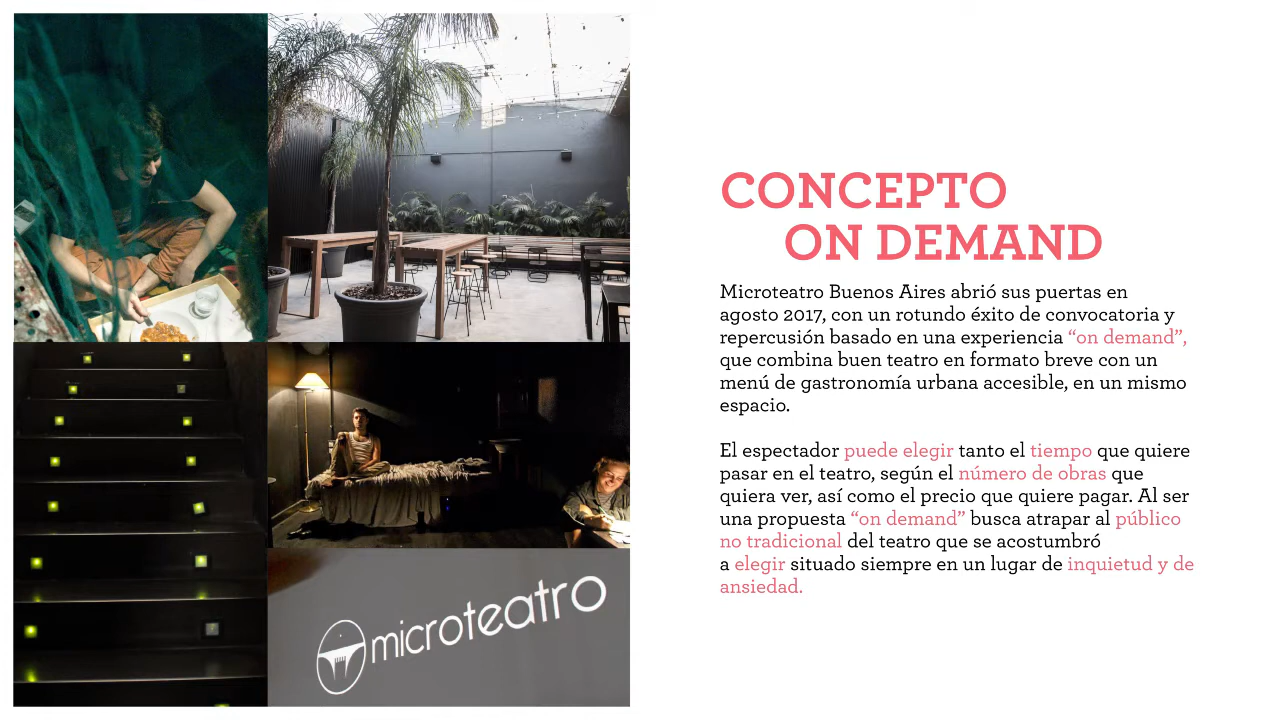 CONCEPTO
ON DEMAND
Microteatro Buenos Aires abrió sus puertas en
agosto 2017, con un rotundo éxito de convocatoria y
repercusión basado en una experiencia “on demand”,
que combina buen teatro en formato breve con un
menú de gastronomía urbana accesible, en un mismo
espacio.
El espectador puede elegir tanto el tiempo que quiere
pasar en el teatro, según el número de obras que
quiera ver, así como el precio que quiere pagar. Al ser
una propuesta “on demand” busca atrapar al público
no tradicional del teatro que se acostumbró
a elegir situado siempre en un lugar de inquietud y de
ansiedad.
microteatro